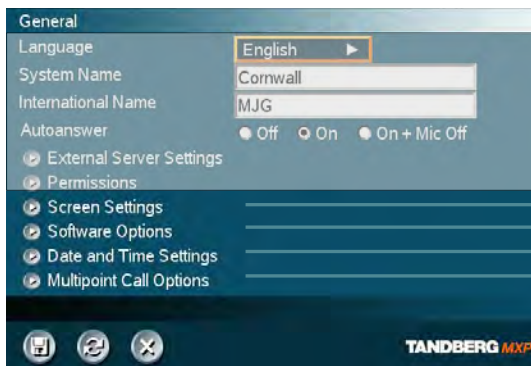 General
Language English
System Name Cornwall
International Name MJG
Autoanswer Off On On + Mic Off
External Server Settings
Permissions
Screen Settings
Software Options
Date and Time Settings
Multipoint Call Options
TANDBERG MXP